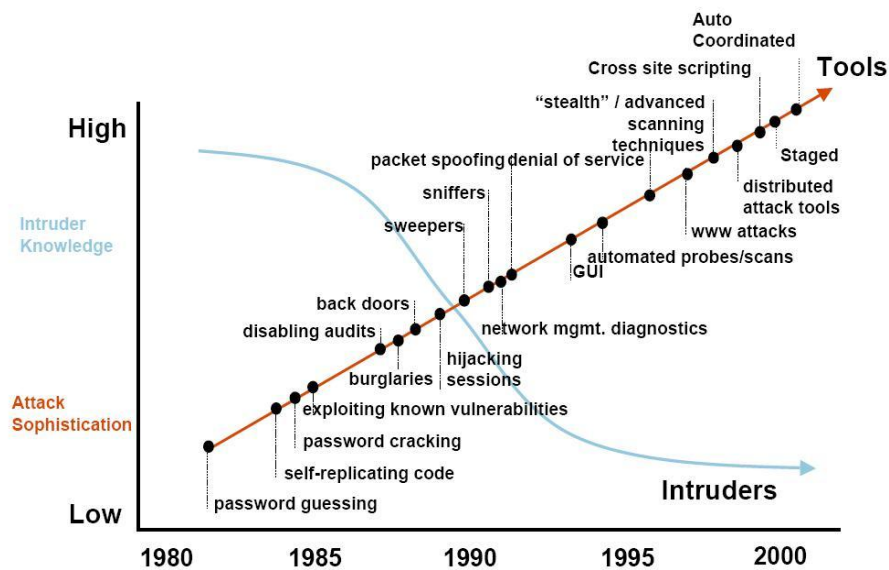 Auto
Coordinated
Tools
Cross site scripting
High
“stealth” / advanced
scanning
techniques
packet spoofing
denial of service
Staged
sniffers
distributed
attack tools
Intruder
Knowledge
sweepers
www attacks
automated probes/scans
GUI
back doors
disabling audits
network mgmt. diagnostics
hijacking
sessions
burglaries
Attack
Sophistication
exploiting known vulnerabilities
password cracking
self-replicating code
Intruders
password guessing
Low
1980
1985
1990
1995
2000